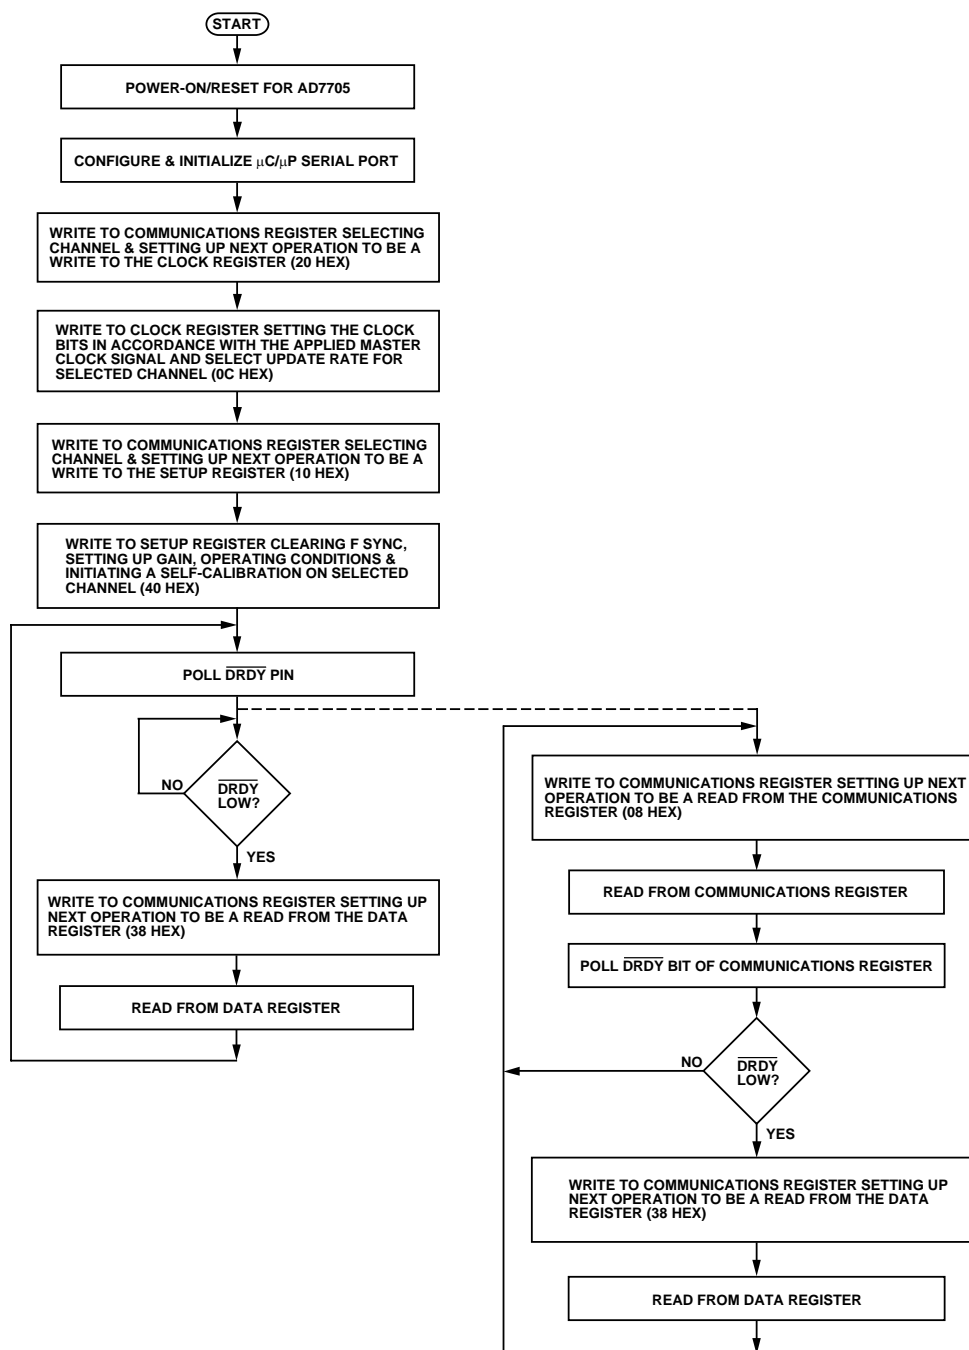 START
POWER-ON/RESET FOR AD7705
CONFIGURE & INITIALIZE μC/μP SERIAL PORT
WRITE TO COMMUNICATIONS REGISTER SELECTING
CHANNEL & SETTING UP NEXT OPERATION TO BE A
WRITE TO THE CLOCK REGISTER (20 HEX)
WRITE TO CLOCK REGISTER SETTING THE CLOCK
BITS IN ACCORDANCE WITH THE APPLIED MASTER
CLOCK SIGNAL AND SELECT UPDATE RATE FOR
SELECTED CHANNEL (0C HEX)
WRITE TO COMMUNICATIONS REGISTER SELECTING
CHANNEL & SETTING UP NEXT OPERATION TO BE A
WRITE TO THE SETUP REGISTER (10 HEX)
WRITE TO SETUP REGISTER CLEARING F SYNC,
SETTING UP GAIN, OPERATING CONDITIONS &
INITIATING A SELF-CALIBRATION ON SELECTED
CHANNEL (40 HEX)
POLL DRDY PIN
NO
DRDY
LOW?
YES
WRITE TO COMMUNICATIONS REGISTER SETTING UP
NEXT OPERATION TO BE A READ FROM THE DATA
REGISTER (38 HEX)
READ FROM DATA REGISTER
WRITE TO COMMUNICATIONS REGISTER SETTING UP NEXT
OPERATION TO BE A READ FROM THE COMMUNICATIONS
REGISTER (08 HEX)
READ FROM COMMUNICATIONS REGISTER
POLL DRDY BIT OF COMMUNICATIONS REGISTER
NO
DRDY
LOW?
YES
WRITE TO COMMUNICATIONS REGISTER SETTING UP
NEXT OPERATION TO BE A READ FROM THE DATA
REGISTER (38 HEX)
READ FROM DATA REGISTER